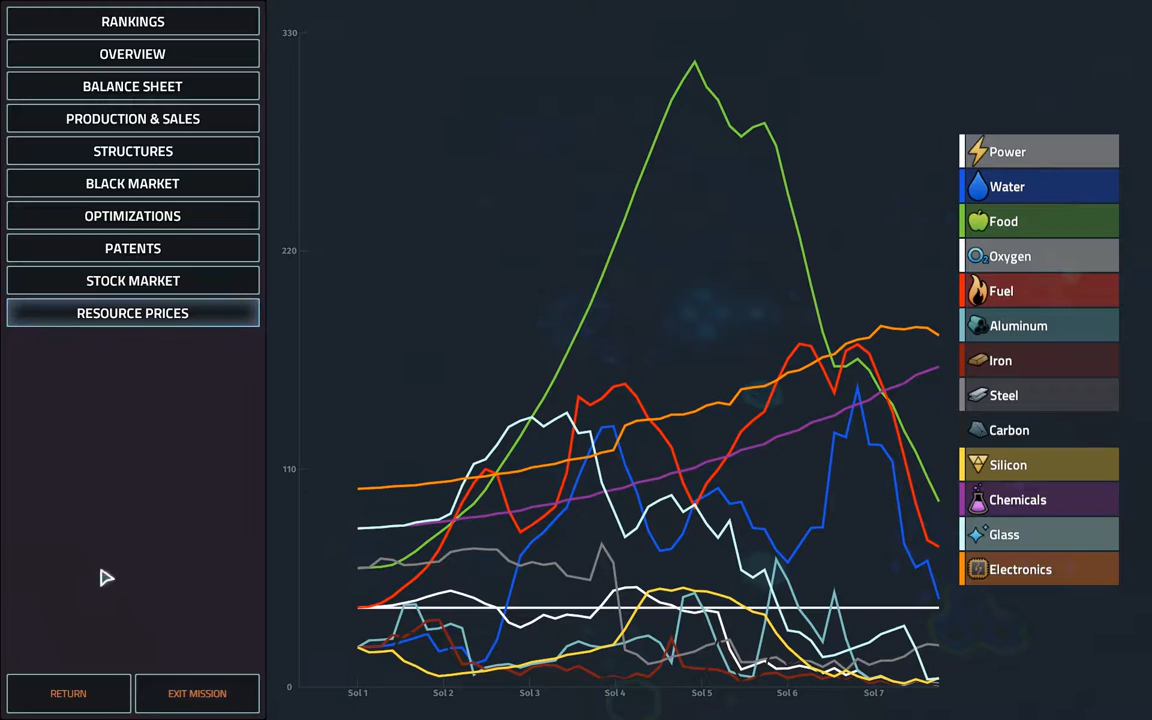 RANKINGS
OVERVIEW
BALANCE SHEET
PRODUCTION & SALES
STRUCTURES
BLACK MARKET
OPTIMIZATIONS
PATENTS
STOCK MARKET
RESOURCE PRICES
RETURN
EXIT MISSION
330
220
110
0
Sol 1
Sol 2
Sol 3
Sol 4
Sol 5
Sol 6
Sol 7
Power
Water
Food
O2 Oxygen
Fuel
Aluminum
Iron
Steel
Carbon
Silicon
Chemicals
Glass
Electronics